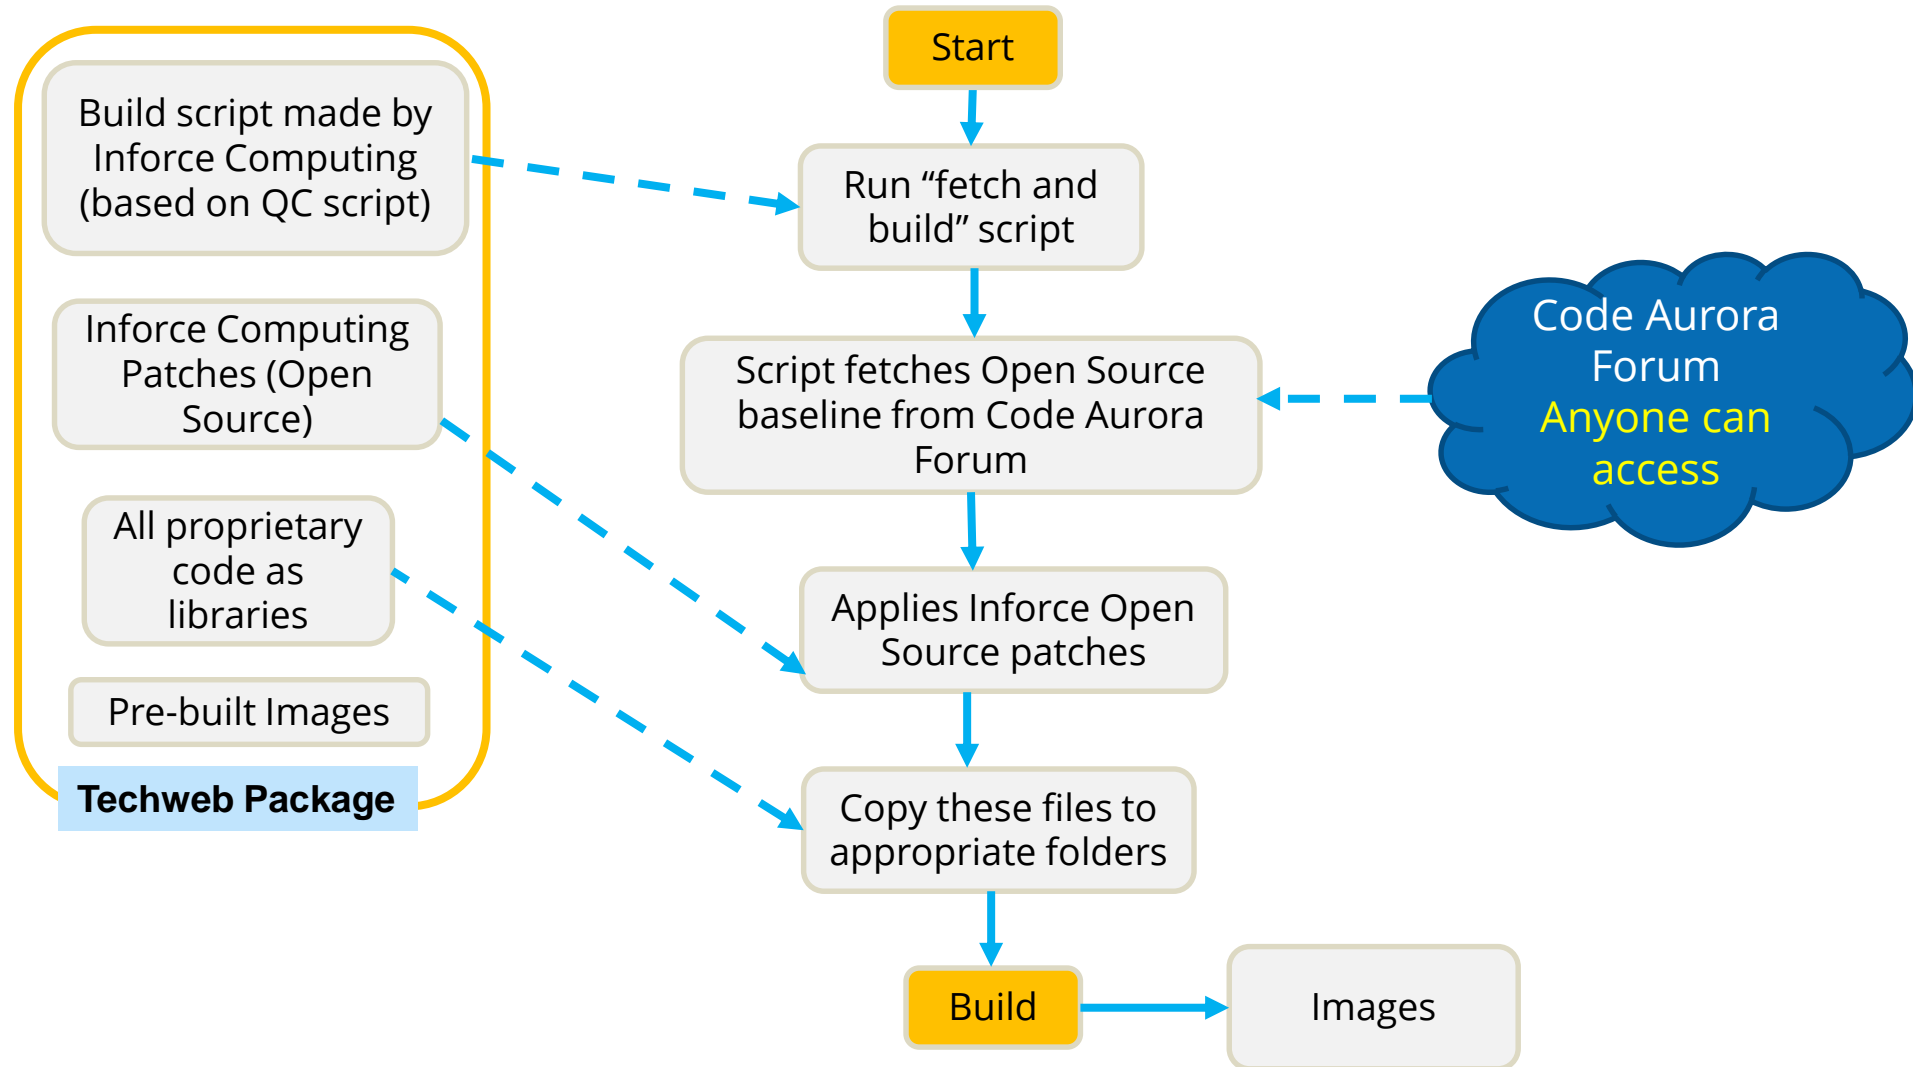 Start
Build script made by
Inforce Computing
(based on QC script)
Run “fetch and
build” script
Inforce Computing
Patches (Open
Source)
Script fetches Open Source
baseline from Code Aurora
Forum
Code Aurora
Forum
Anyone can
access
All proprietary
code as
libraries
Applies Inforce Open
Source patches
Pre-built Images
Techweb Package
Copy these files to
appropriate folders
Build
Images